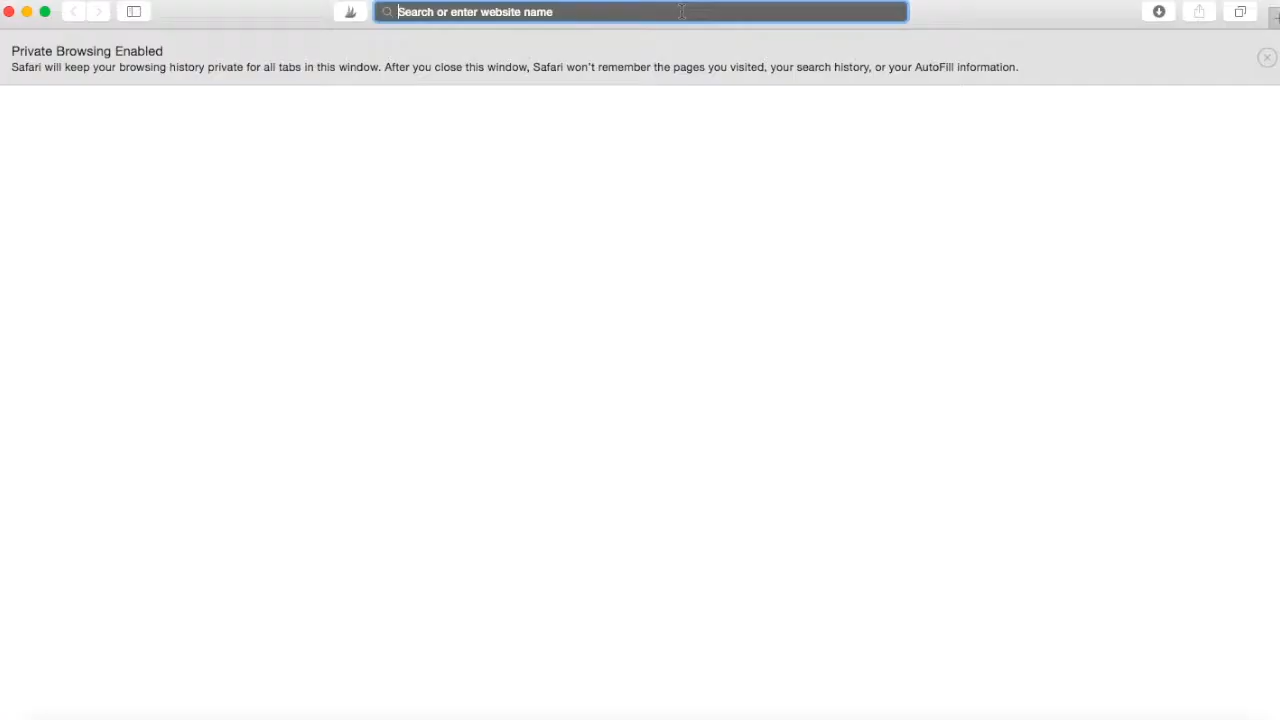 Search or enter website name
Private Browsing Enabled
Safari will keep your browsing history private for all tabs in this window. After you close this window, Safari won't remember the pages you visited, your search history, or your AutoFill information.